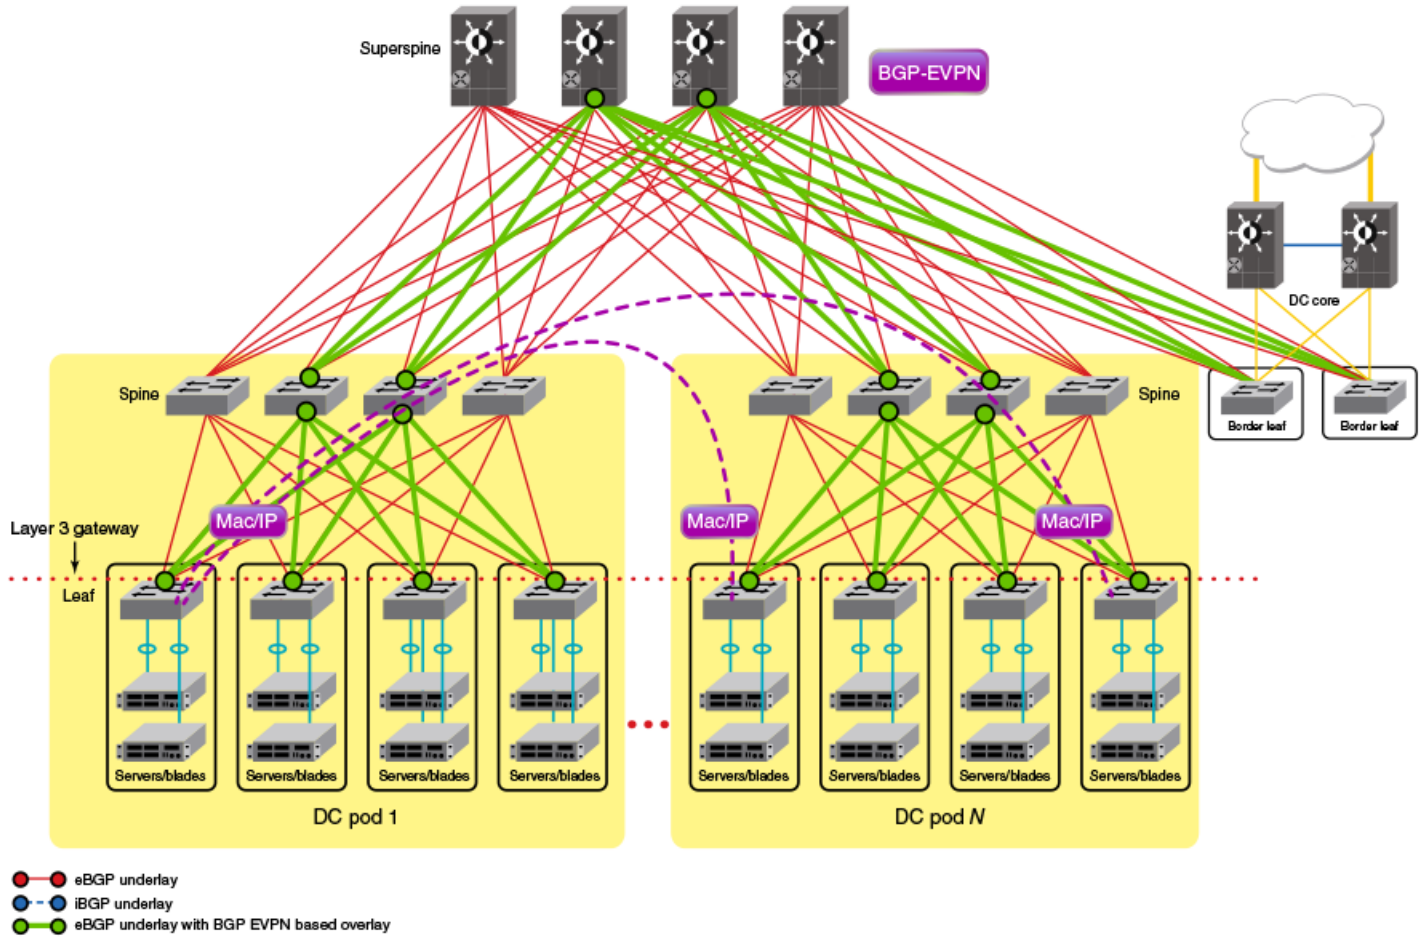 Superspine
BGP-EVPN
DC core
Spine
Spine
Border leaf
Border leaf
Layer 3 gateway
Mac/IP
Mac/IP
Mac/IP
Leaf
Servers/blades
Servers/blades
Servers/blades
Servers/blades
Servers/blades
Servers/blades
Servers/blades
Servers/blades
DC pod 1
DC pod N
eBGP underlay
iBGP underlay
eBGP underlay with BGP EVPN based overlay